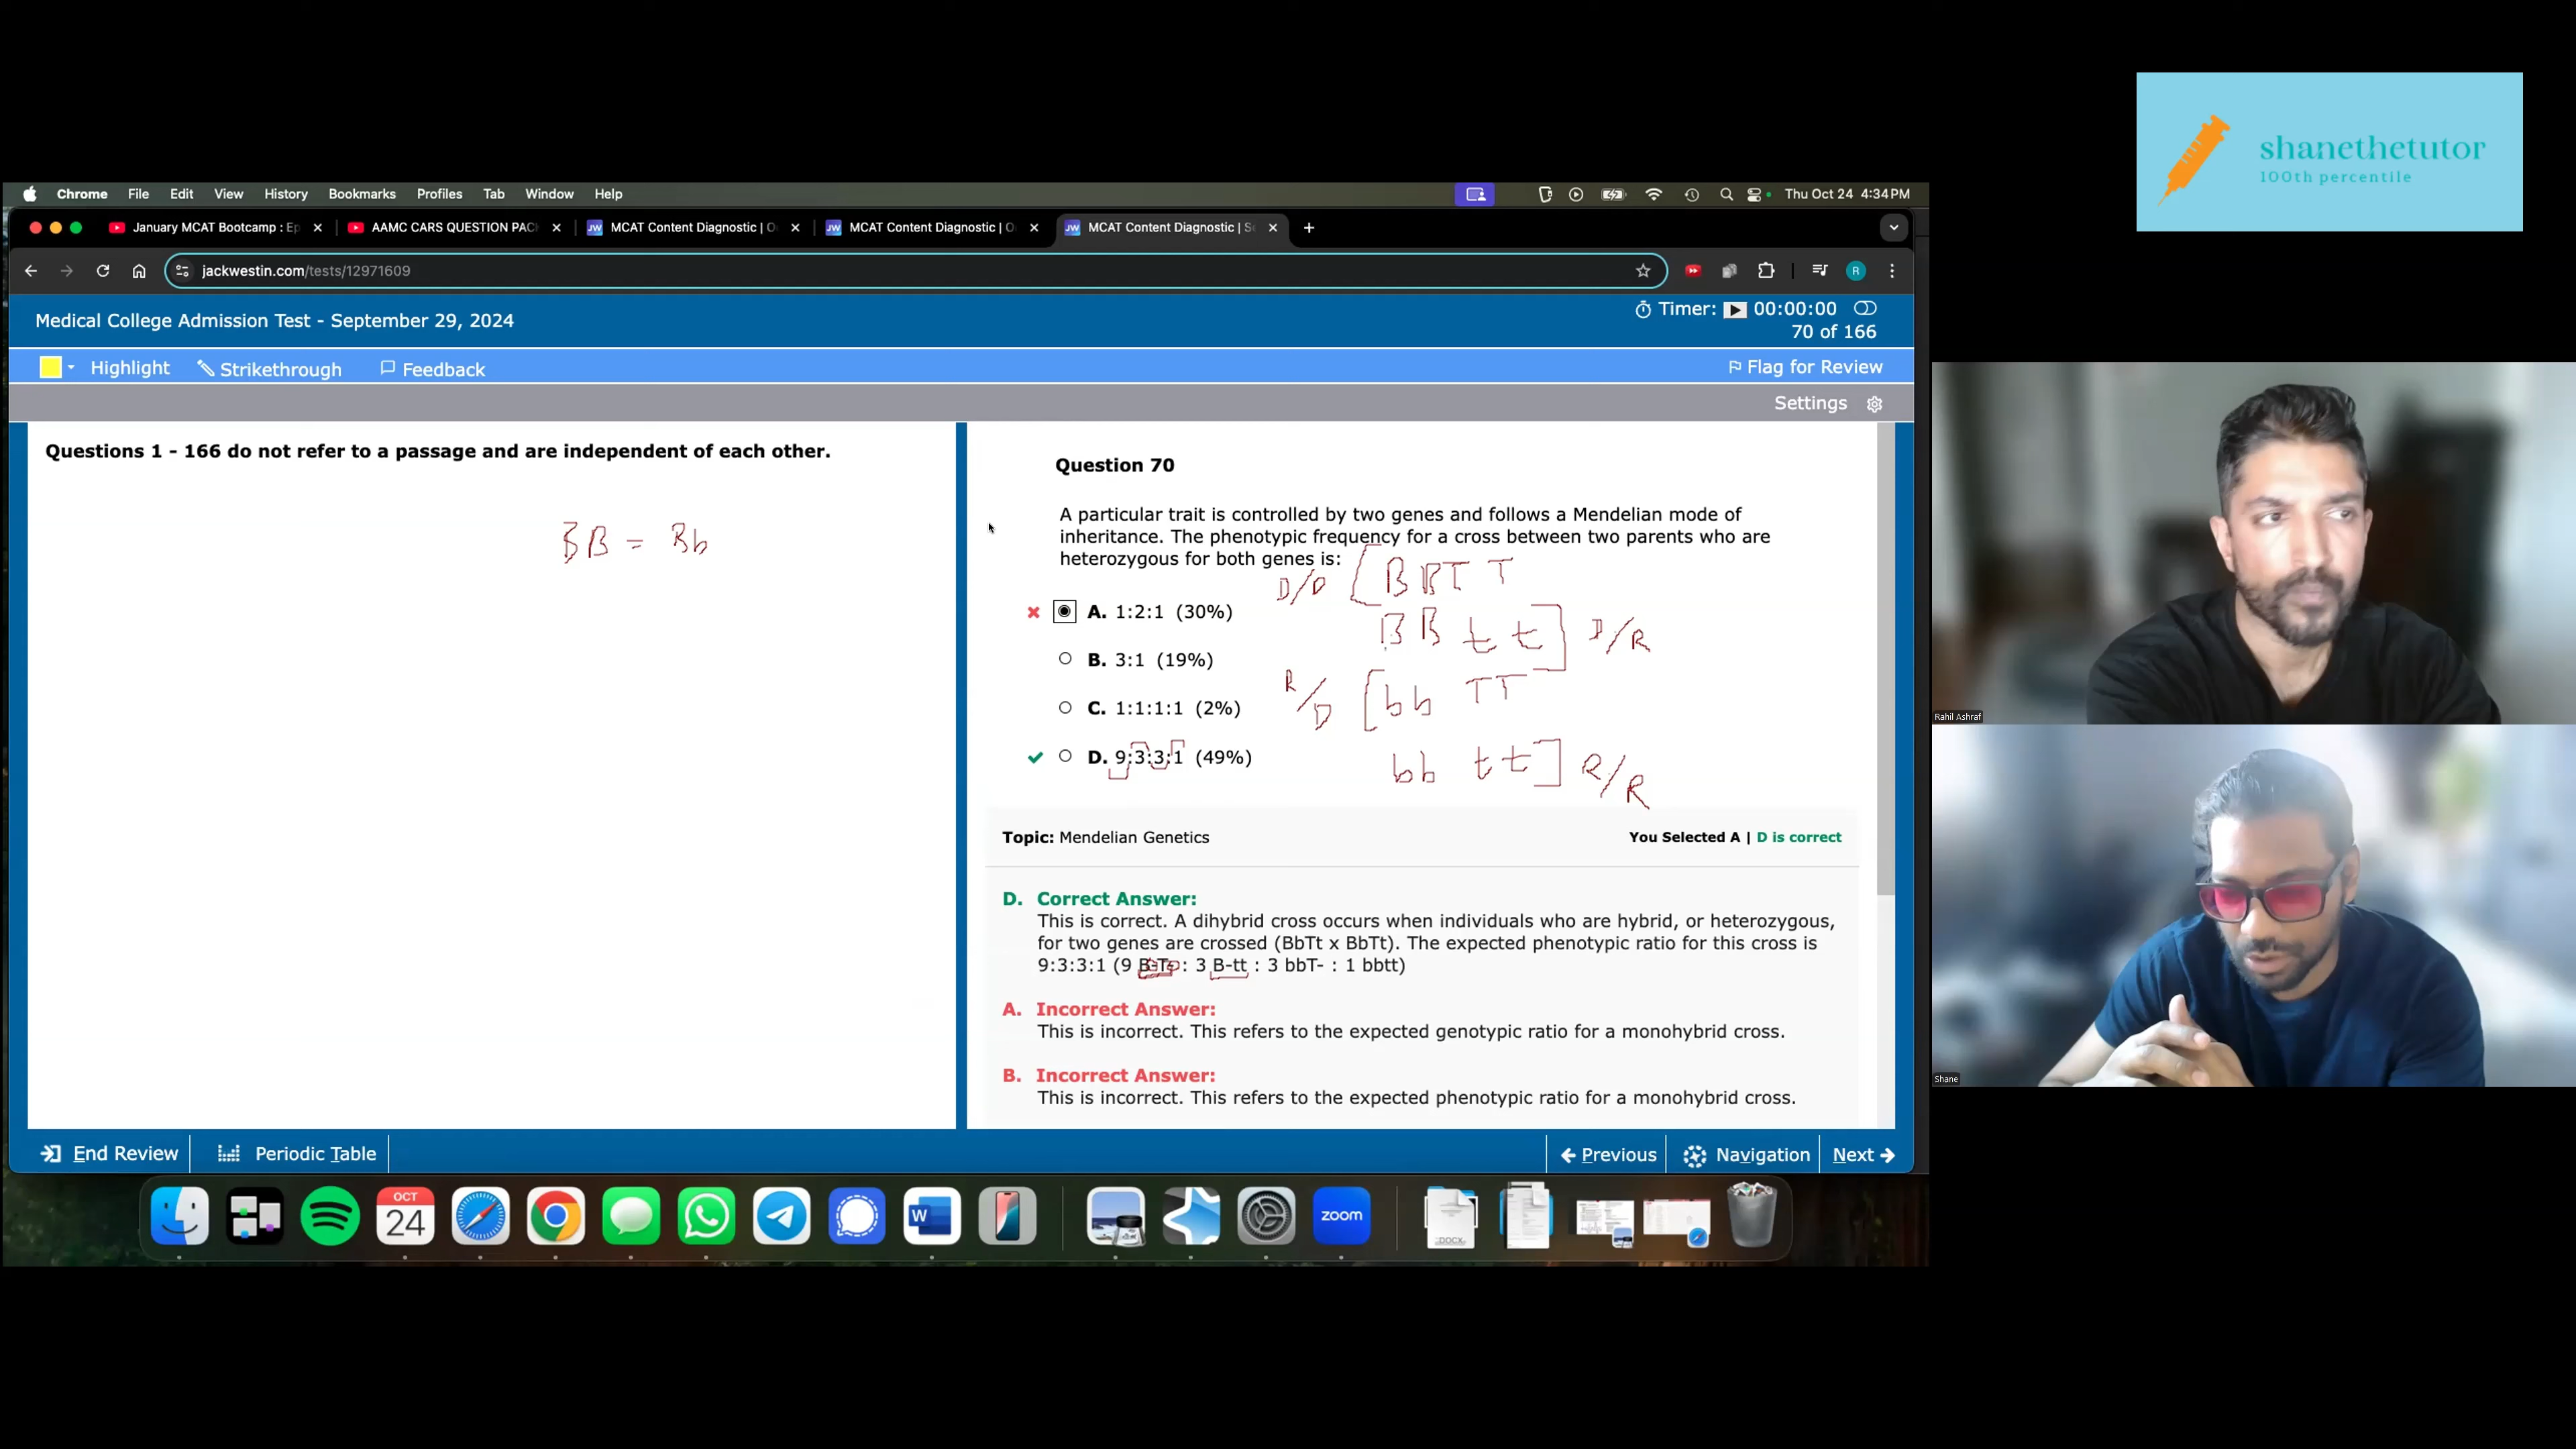 shanethetutor
100th percentile
Chrome File Edit View History Bookmarks Profiles Tab Window Help
Thu Oct 24 4:34 PM
January MCAT Bootcamp : Ep
AAMC CARS QUESTION PAC
JW MCAT Content Diagnostic | O
JW MCAT Content Diagnostic | O
JW MCAT Content Diagnostic | S
jackwestin.com/tests/12971609
R
Medical College Admission Test - September 29, 2024
Timer: 00:00:00
70 of 166
Highlight Strikethrough Feedback
Flag for Review
Settings
Questions 1 - 166 do not refer to a passage and are independent of each other.
BB = Bb
Question 70
A particular trait is controlled by two genes and follows a Mendelian mode of
inheritance. The phenotypic frequency for a cross between two parents who are
heterozygous for both genes is:
D/D [ B B T T
A. 1:2:1 (30%)
B B t t ] D/R
B. 3:1 (19%)
R/D [ bb TT
C. 1:1:1:1 (2%)
D. 9:3:3:1 (49%)
bb tt ] R/R
Topic: Mendelian Genetics
You Selected A | D is correct
D. Correct Answer:
This is correct. A dihybrid cross occurs when individuals who are hybrid, or heterozygous,
for two genes are crossed (BbTt x BbTt). The expected phenotypic ratio for this cross is
9:3:3:1 (9 B-T- : 3 B-tt : 3 bbT- : 1 bbtt)
A. Incorrect Answer:
This is incorrect. This refers to the expected genotypic ratio for a monohybrid cross.
B. Incorrect Answer:
This is incorrect. This refers to the expected phenotypic ratio for a monohybrid cross.
End Review Periodic Table
Previous Navigation Next
OCT
24
W
zoom
DOCX
Rahil Ashraf
Shane